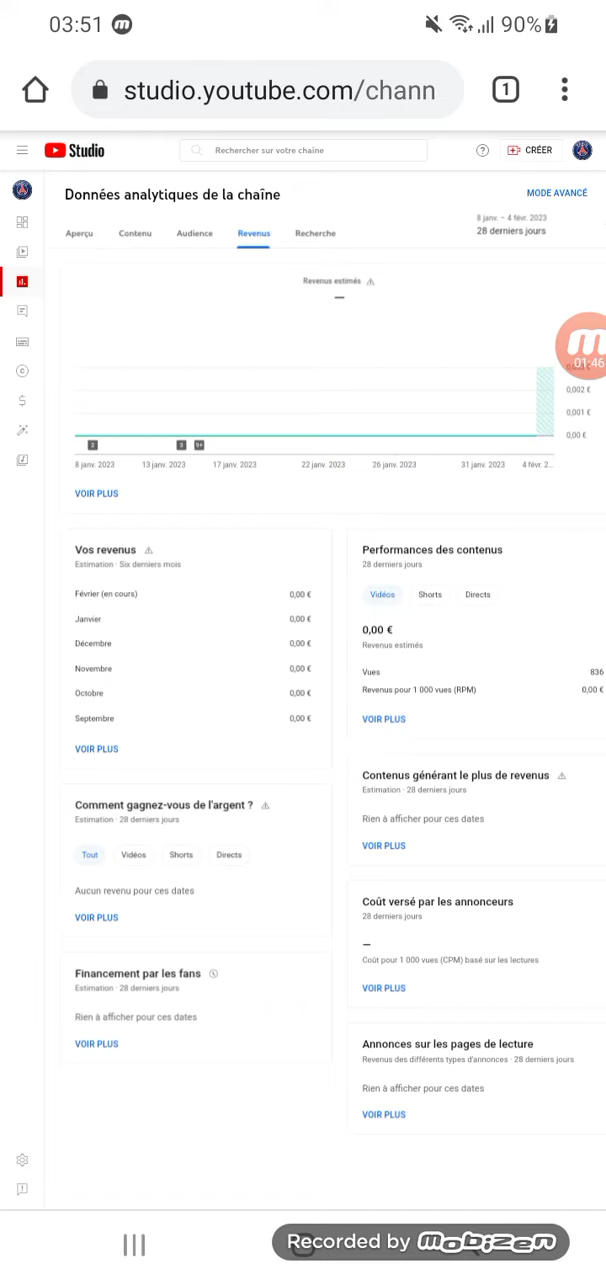 03:51
90%
studio.youtube.com/chann
1
Studio
Rechercher sur votre chaîne
CRÉER
Données analytiques de la chaîne
MODE AVANCÉ
8 janv. – 4 févr. 2023
28 derniers jours
Aperçu
Contenu
Audience
Revenus
Recherche
Revenus estimés
—
01:46
0,002 €
0,001 €
0,00 €
2
3
9+
8 janv. 2023
13 janv. 2023
17 janv. 2023
22 janv. 2023
26 janv. 2023
31 janv. 2023
4 févr. 2...
VOIR PLUS
Vos revenus
Estimation · Six derniers mois
Février (en cours) 0,00 €
Janvier 0,00 €
Décembre 0,00 €
Novembre 0,00 €
Octobre 0,00 €
Septembre 0,00 €
VOIR PLUS
Performances des contenus
28 derniers jours
Vidéos
Shorts
Directs
0,00 €
Revenus estimés
Vues 836
Revenus pour 1 000 vues (RPM) 0,00 €
VOIR PLUS
Comment gagnez-vous de l'argent ?
Estimation · 28 derniers jours
Tout
Vidéos
Shorts
Directs
Aucun revenu pour ces dates
VOIR PLUS
Contenus générant le plus de revenus
Estimation · 28 derniers jours
Rien à afficher pour ces dates
VOIR PLUS
Coût versé par les annonceurs
28 derniers jours
—
Coût pour 1 000 vues (CPM) basé sur les lectures
VOIR PLUS
Financement par les fans
Estimation · 28 derniers jours
Rien à afficher pour ces dates
VOIR PLUS
Annonces sur les pages de lecture
Revenus des différents types d'annonces · 28 derniers jours
Rien à afficher pour ces dates
VOIR PLUS
Recorded by mobizen